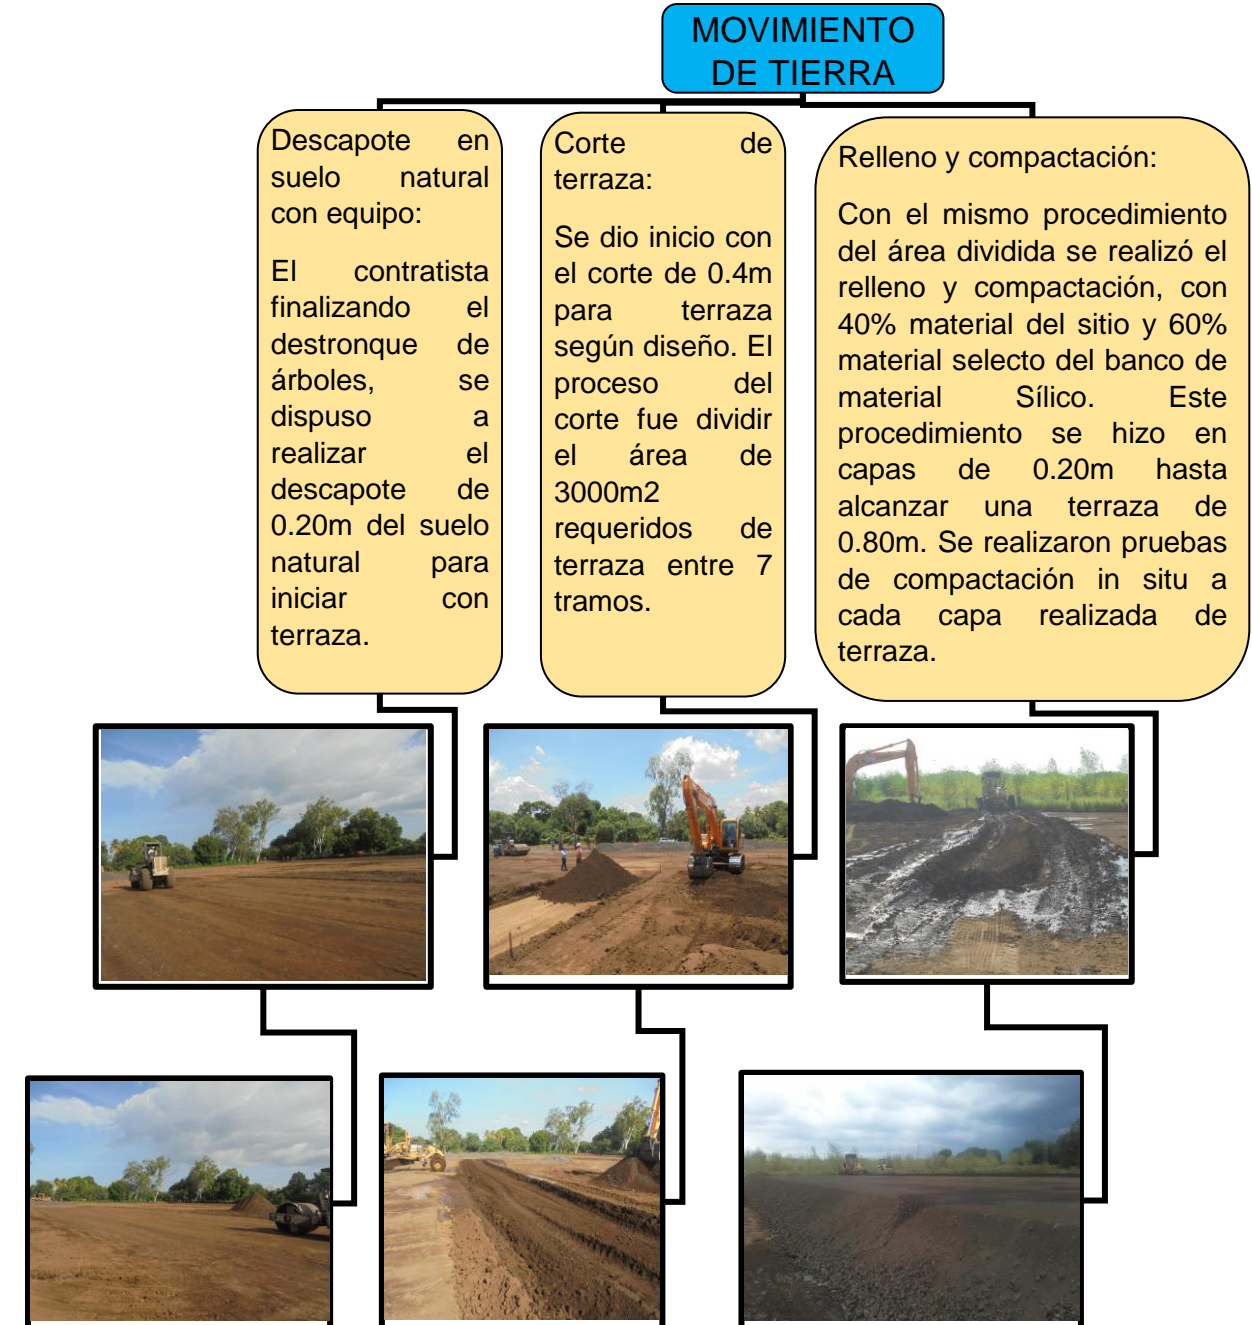 MOVIMIENTO
DE TIERRA
Descapote en
suelo natural
con equipo:
El contratista
finalizando el
destronque de
árboles, se
dispuso a
realizar el
descapote de
0.20m del suelo
natural para
iniciar con
terraza.
Corte de
terraza:
Se dio inicio con
el corte de 0.4m
para terraza
según diseño. El
proceso del
corte fue dividir
el área de
3000m2
requeridos de
terraza entre 7
tramos.
Relleno y compactación:
Con el mismo procedimiento
del área dividida se realizó el
relleno y compactación, con
40% material del sitio y 60%
material selecto del banco de
material Sílico. Este
procedimiento se hizo en
capas de 0.20m hasta
alcanzar una terraza de
0.80m. Se realizaron pruebas
de compactación in situ a
cada capa realizada de
terraza.